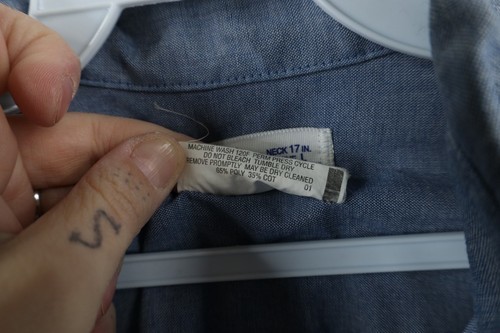 NECK 17 IN.
L
MACHINE WASH 120F PERM PRESS CYCLE
DO NOT BLEACH TUMBLE DRY
REMOVE PROMPTLY MAY BE DRY CLEANED
65% POLY 35% COT
01